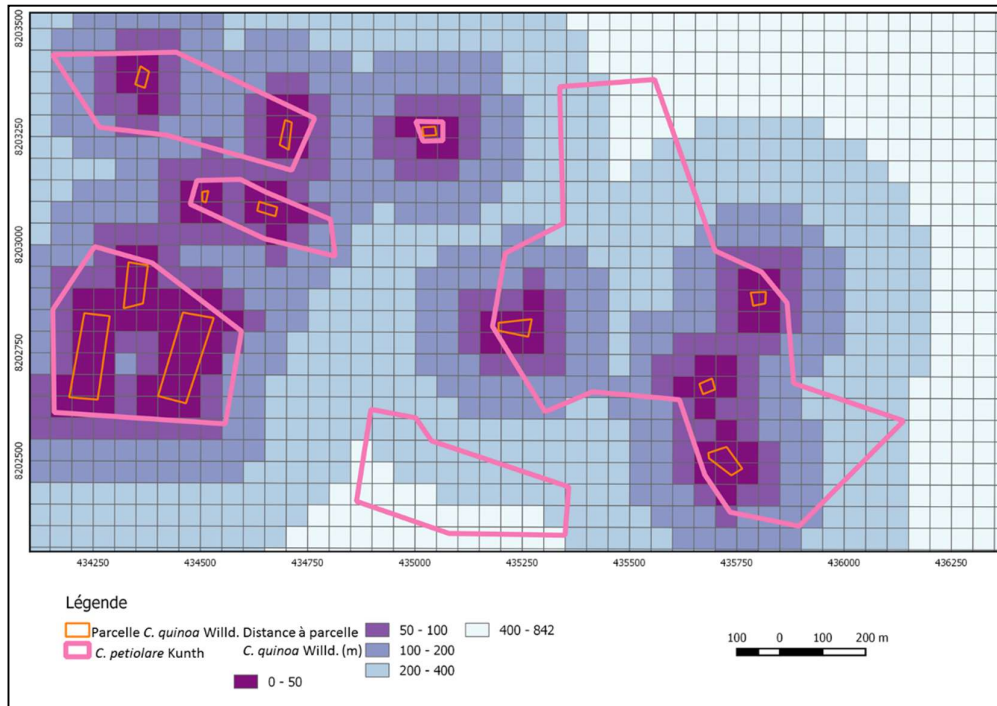 8203500
8203250
8203000
8202750
8202500
434250 434500 434750 435000 435250 435500 435750 436000 436250
Légende
Parcelle C. quinoa Willd. Distance à parcelle 50 - 100 400 - 842
C. petiolare Kunth C. quinoa Willd. (m) 100 - 200
200 - 400
0 - 50
100 0 100 200 m